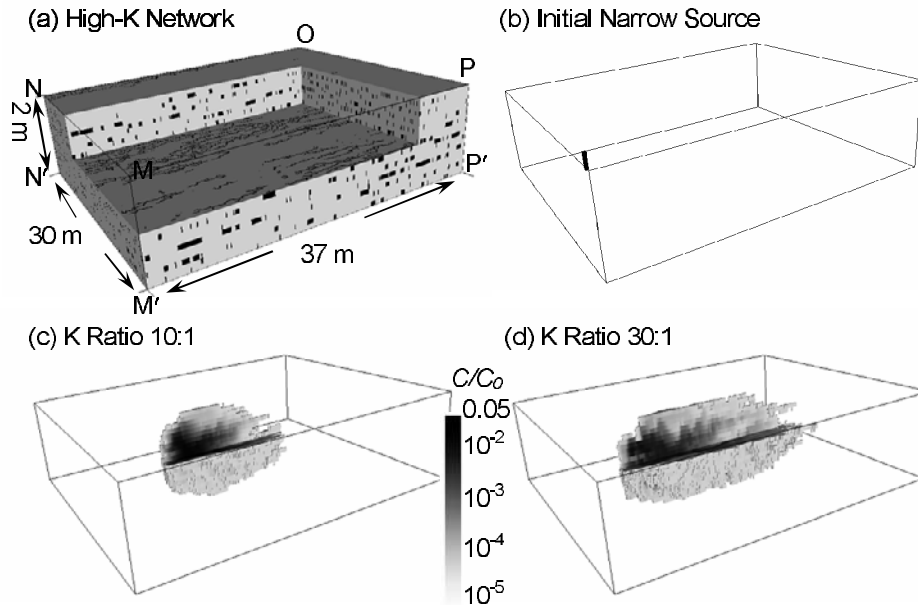 (a) High-K Network
(b) Initial Narrow Source
O
P
N
2 m
M
N′
P′
30 m
37 m
M′
(c) K Ratio 10:1
(d) K Ratio 30:1
C/C₀
0.05
10⁻²
10⁻³
10⁻⁴
10⁻⁵